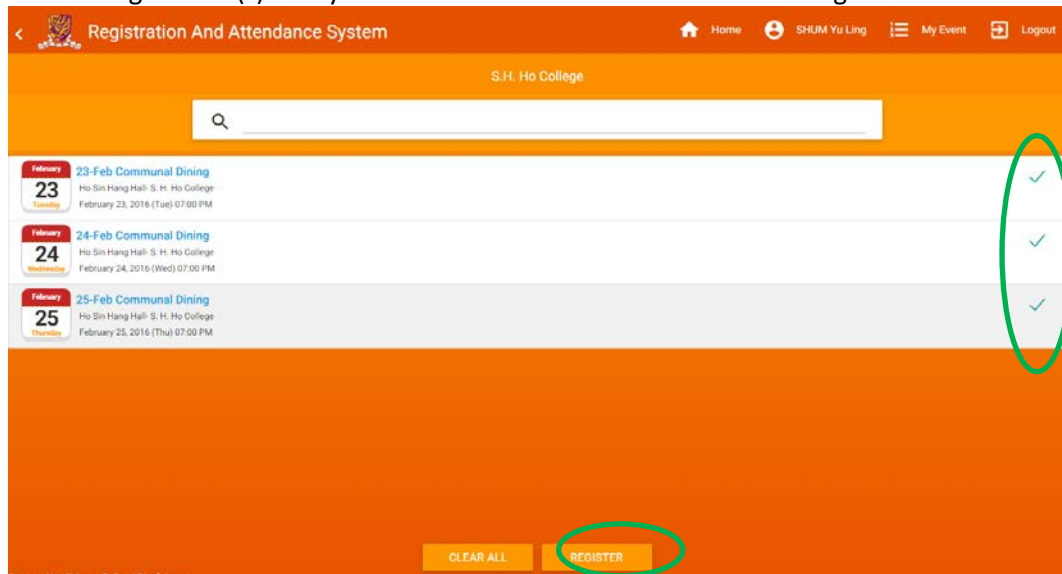 Registration And Attendance System
Home
SHUM Yu Ling
My Event
Logout
S.H. Ho College
February
23
Tuesday
23-Feb Communal Dining
Ho Sin Hang Hall- S. H. Ho College
February 23, 2016 (Tue) 07:00 PM
February
24
Wednesday
24-Feb Communal Dining
Ho Sin Hang Hall- S. H. Ho College
February 24, 2016 (Wed) 07:00 PM
February
25
Thursday
25-Feb Communal Dining
Ho Sin Hang Hall- S. H. Ho College
February 25, 2016 (Thu) 07:00 PM
CLEAR ALL
REGISTER